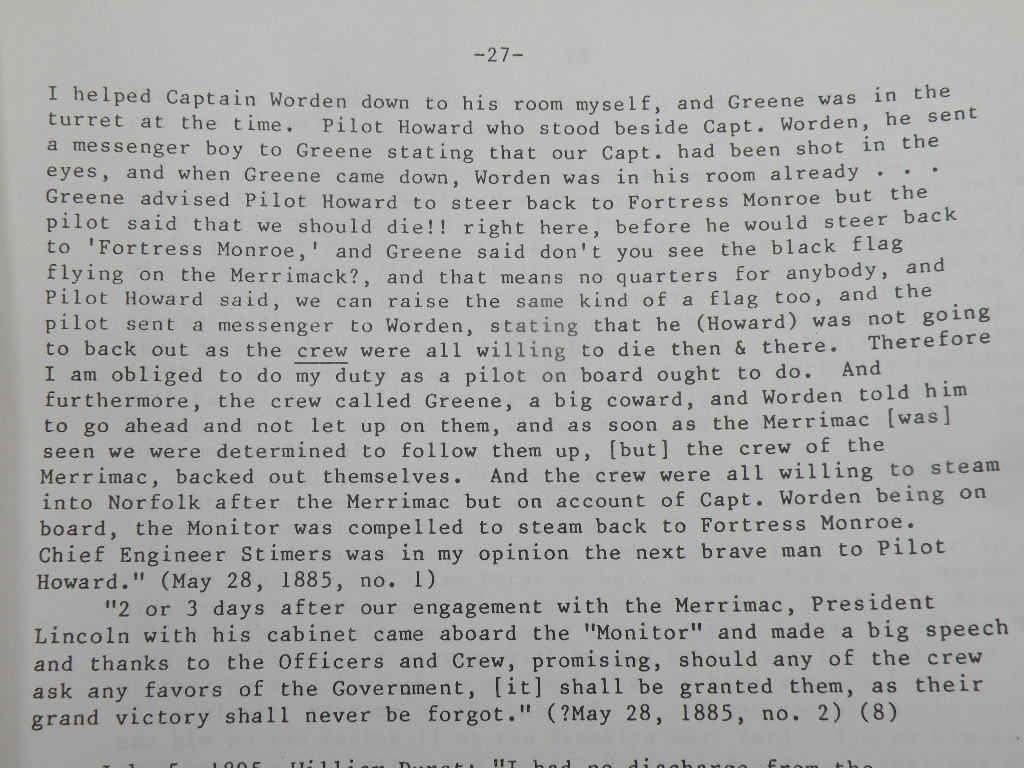 -27-
I helped Captain Worden down to his room myself, and Greene was in the
turret at the time. Pilot Howard who stood beside Capt. Worden, he sent
a messenger boy to Greene stating that our Capt. had been shot in the
eyes, and when Greene came down, Worden was in his room already . . .
Greene advised Pilot Howard to steer back to Fortress Monroe but the
pilot said that we should die!! right here, before he would steer back
to 'Fortress Monroe,' and Greene said don't you see the black flag
flying on the Merrimack?, and that means no quarters for anybody, and
Pilot Howard said, we can raise the same kind of a flag too, and the
pilot sent a messenger to Worden, stating that he (Howard) was not going
to back out as the crew were all willing to die then & there. Therefore
I am obliged to do my duty as a pilot on board ought to do. And
furthermore, the crew called Greene, a big coward, and Worden told him
to go ahead and not let up on them, and as soon as the Merrimac [was]
seen we were determined to follow them up, [but] the crew of the
Merrimac, backed out themselves. And the crew were all willing to steam
into Norfolk after the Merrimac but on account of Capt. Worden being on
board, the Monitor was compelled to steam back to Fortress Monroe.
Chief Engineer Stimers was in my opinion the next brave man to Pilot
Howard." (May 28, 1885, no. 1)
"2 or 3 days after our engagement with the Merrimac, President
Lincoln with his cabinet came aboard the "Monitor" and made a big speech
and thanks to the Officers and Crew, promising, should any of the crew
ask any favors of the Government, [it] shall be granted them, as their
grand victory shall never be forgot." (?May 28, 1885, no. 2) (8)
5, 1885, William Durst: "I had no discharge from the